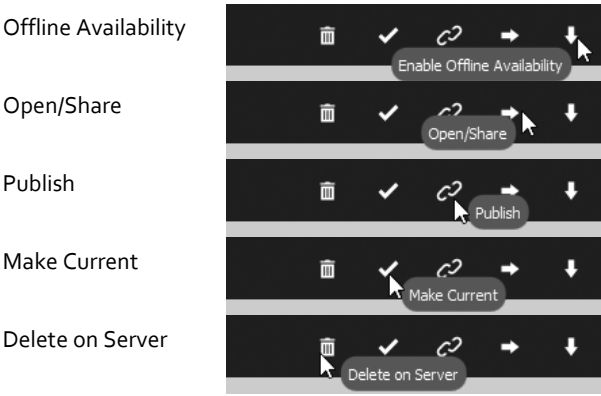 Offline Availability
Enable Offline Availability
Open/Share
Open/Share
Publish
Publish
Make Current
Make Current
Delete on Server
Delete on Server